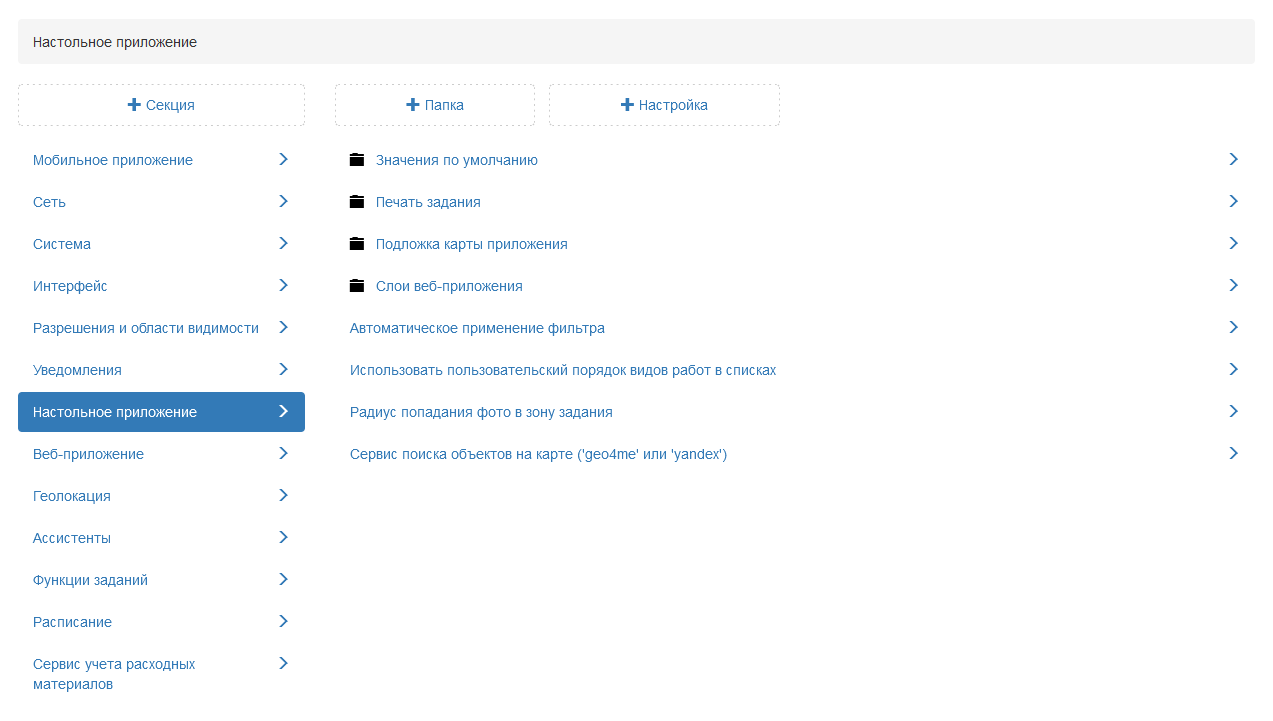 Настольное приложение
Секция
Папка
Настройка
Мобильное приложение
Сеть
Система
Интерфейс
Разрешения и области видимости
Уведомления
Настольное приложение
Веб-приложение
Геолокация
Ассистенты
Функции заданий
Расписание
Сервис учета расходных
материалов
Значения по умолчанию
Печать задания
Подложка карты приложения
Слои веб-приложения
Автоматическое применение фильтра
Использовать пользовательский порядок видов работ в списках
Радиус попадания фото в зону задания
Сервис поиска объектов на карте ('geo4me' или 'yandex')